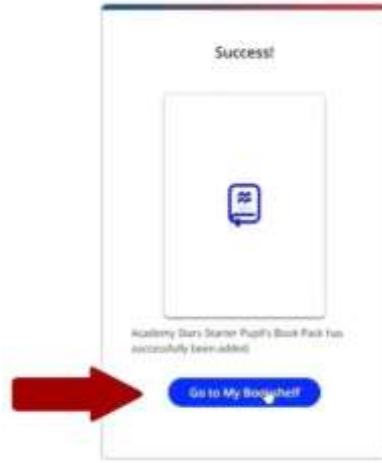 Success!
Academy Stars Starter Pupil's Book Pack has
successfully been added.
Go to My Bookshelf